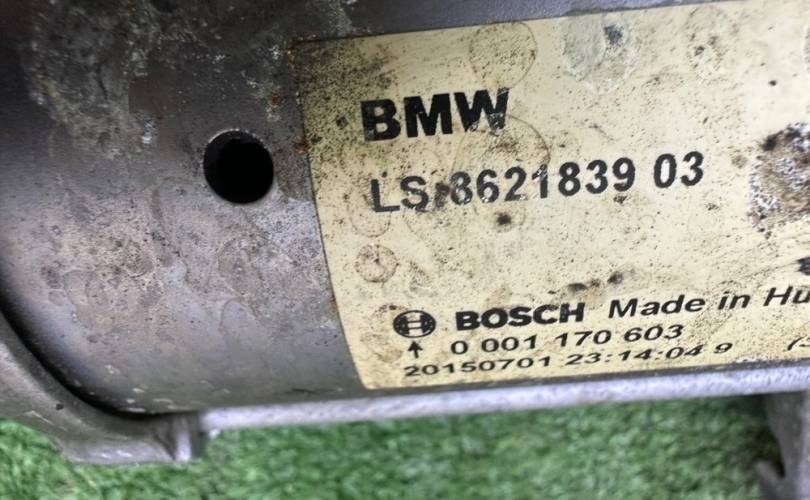 BMW
LS 8621839 03
BOSCH Made in Hu
0 001 170 603
20150701 23:14:04 9